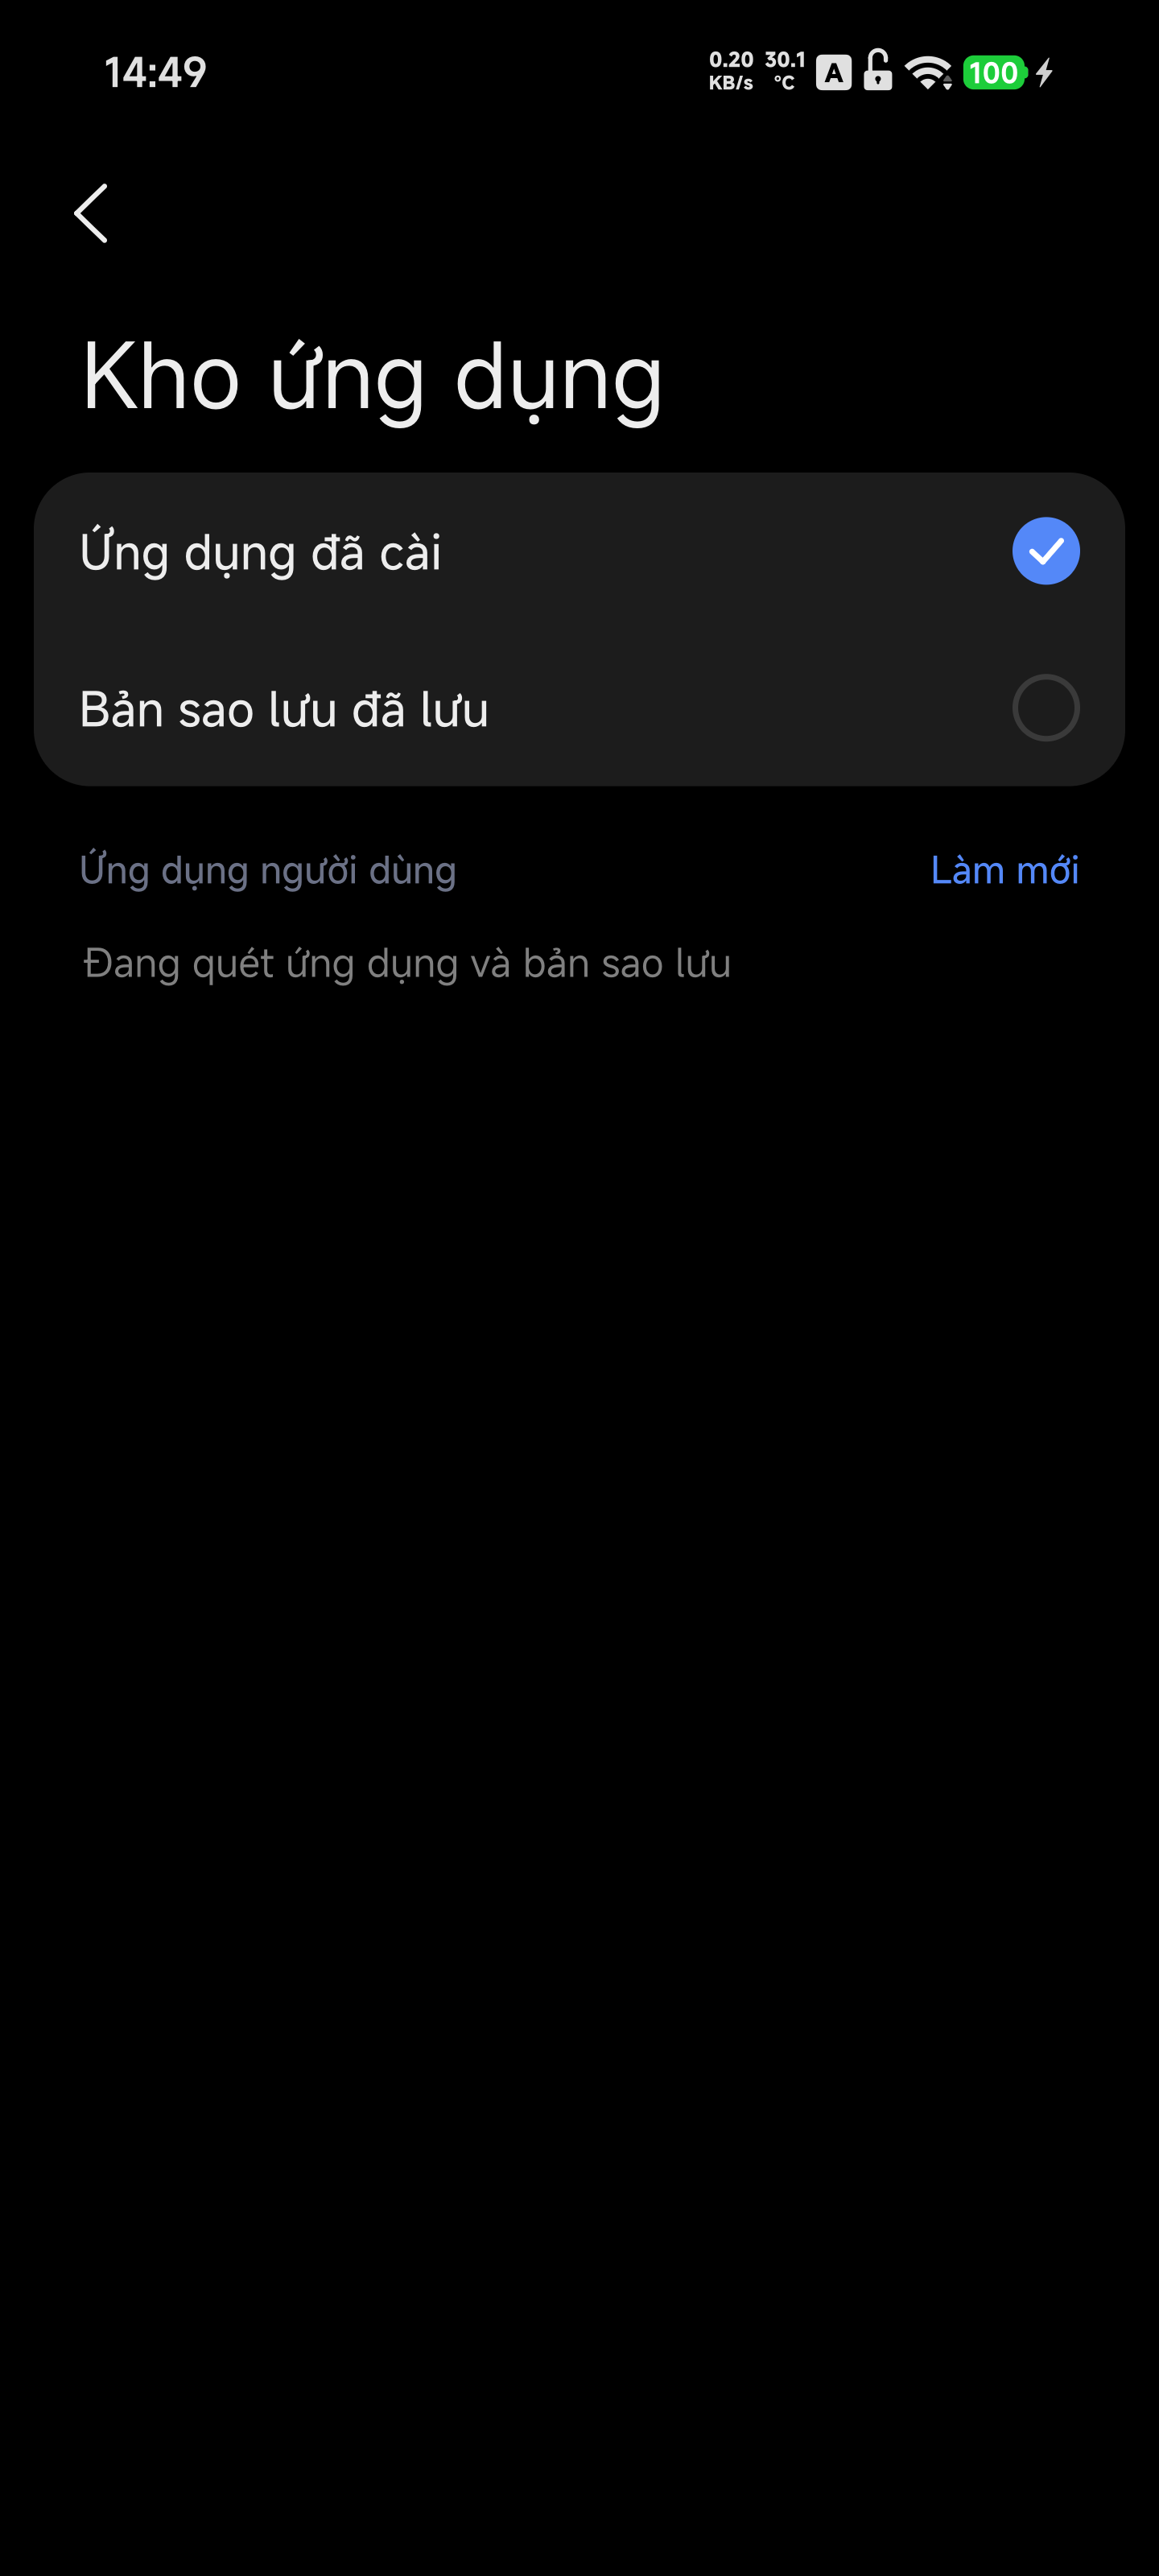 14:49
0.20 30.1
KB/s °C
A
100
Kho ứng dụng
Ứng dụng đã cài
Bản sao lưu đã lưu
Ứng dụng người dùng
Làm mới
Đang quét ứng dụng và bản sao lưu